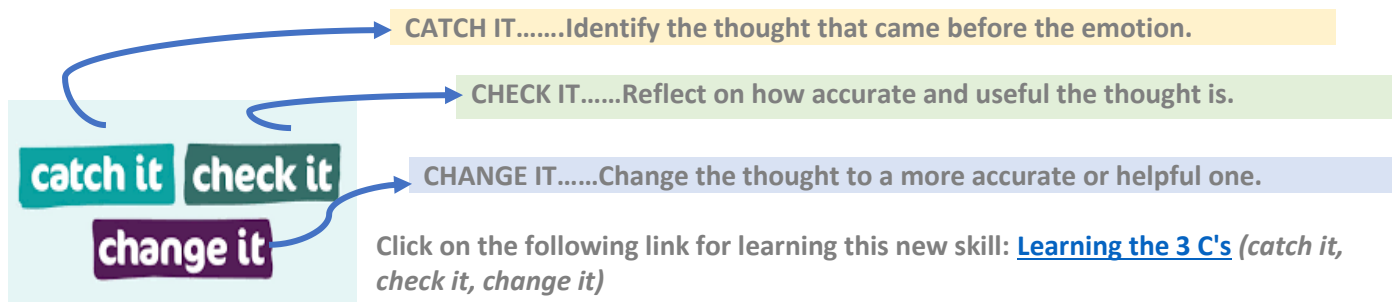 CATCH IT…….Identify the thought that came before the emotion.
CHECK IT……Reflect on how accurate and useful the thought is.
catch it check it
CHANGE IT……Change the thought to a more accurate or helpful one.
change it
Click on the following link for learning this new skill: Learning the 3 C's (catch it,
check it, change it)